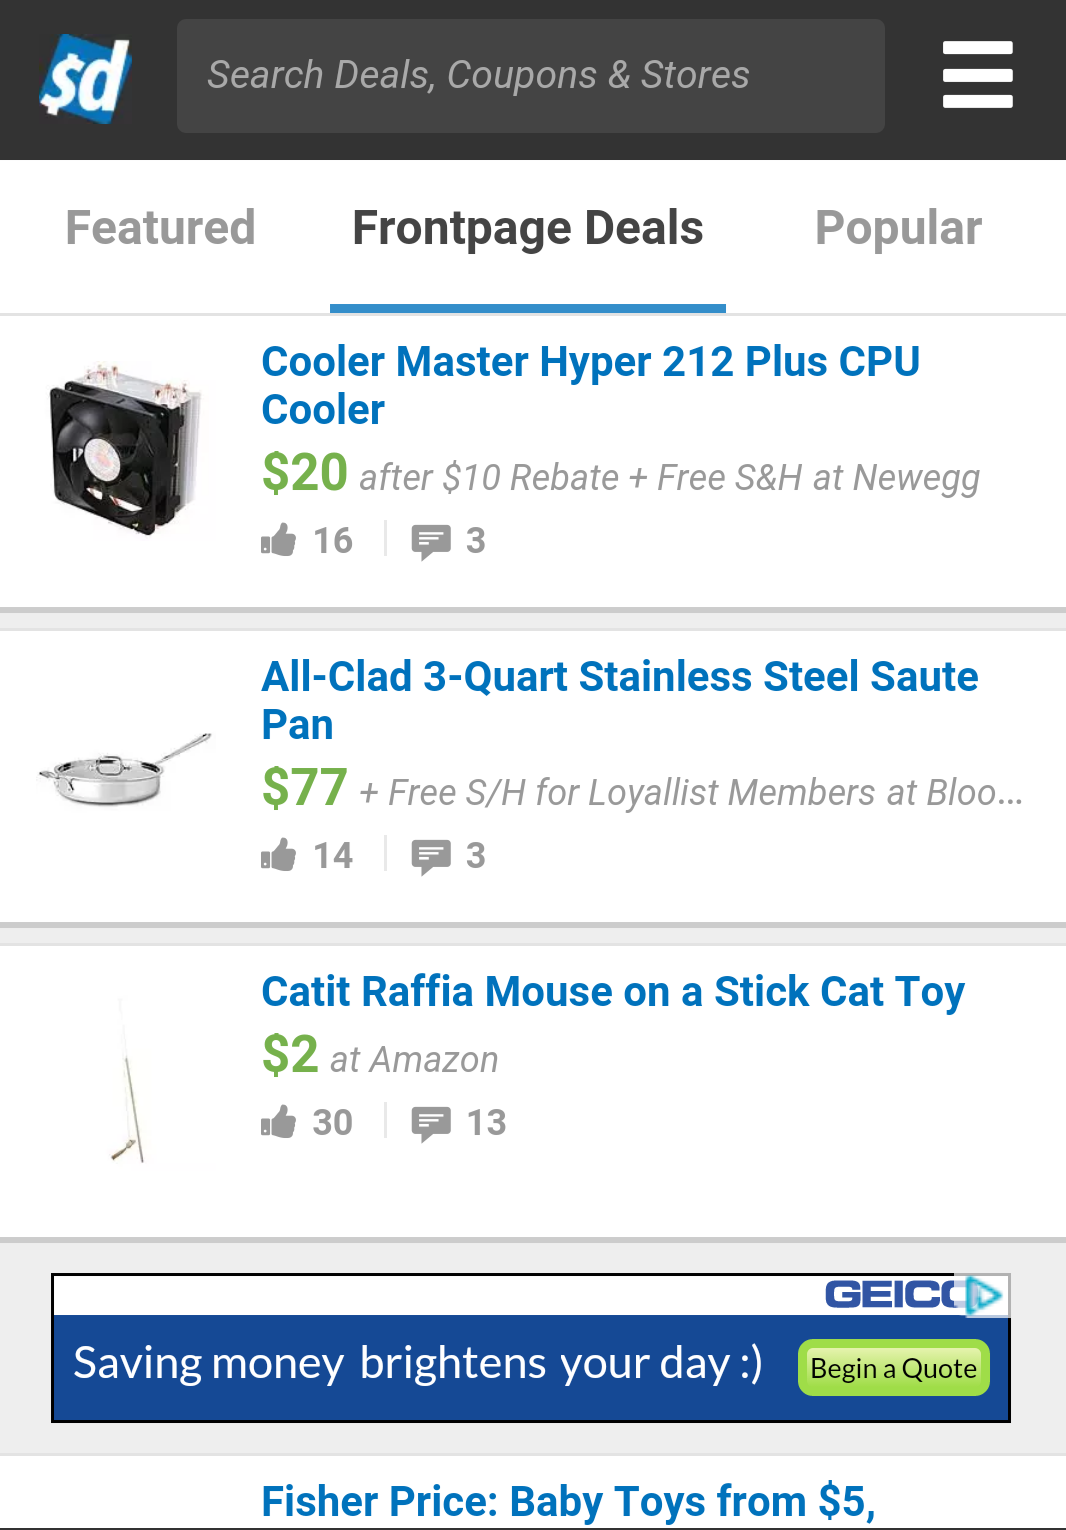 $d
Search Deals, Coupons & Stores
Featured
Frontpage Deals
Popular
Cooler Master Hyper 212 Plus CPU
Cooler
$20 after $10 Rebate + Free S&H at Newegg
16
3
All-Clad 3-Quart Stainless Steel Saute
Pan
$77 + Free S/H for Loyallist Members at Bloo...
14
3
Catit Raffia Mouse on a Stick Cat Toy
$2 at Amazon
30
13
GEICO
Saving money brightens your day :)
Begin a Quote
Fisher Price: Baby Toys from $5,